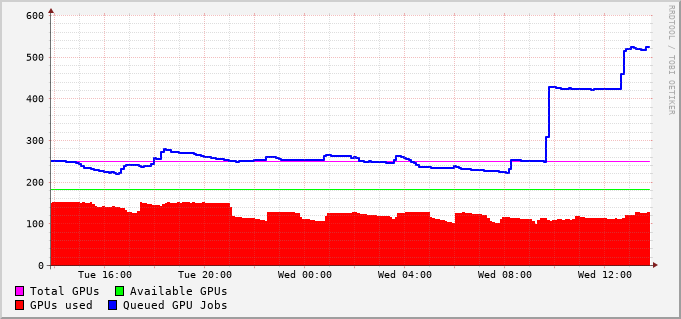 600
500
400
300
200
100
0
Tue 16:00 Tue 20:00 Wed 00:00 Wed 04:00 Wed 08:00 Wed 12:00
Total GPUs Available GPUs
GPUs used Queued GPU Jobs
RRDTOOL / TOBI OETIKER